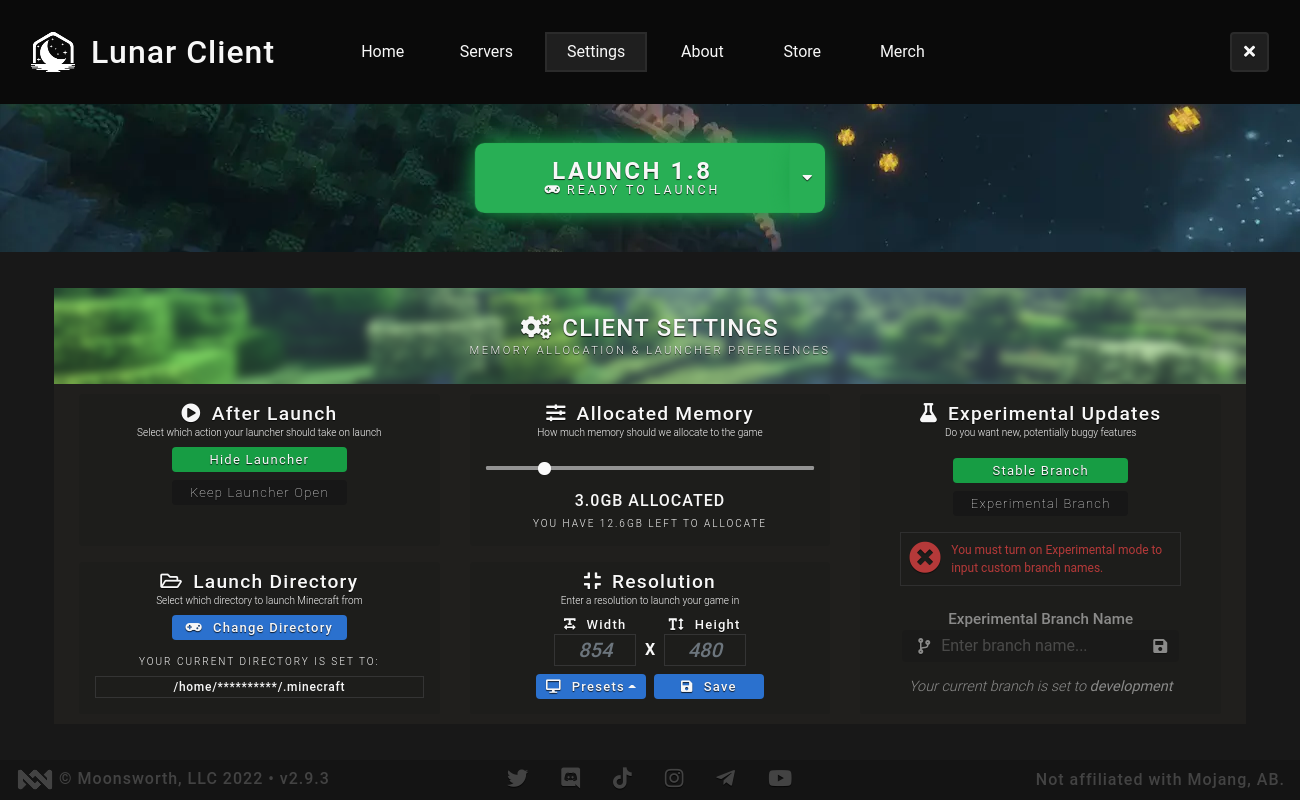 Lunar Client
Home Servers Settings About Store Merch
LAUNCH 1.8
READY TO LAUNCH
CLIENT SETTINGS
MEMORY ALLOCATION & LAUNCHER PREFERENCES
After Launch
Select which action your launcher should take on launch
Hide Launcher
Keep Launcher Open
Allocated Memory
How much memory should we allocate to the game
3.0GB ALLOCATED
YOU HAVE 12.6GB LEFT TO ALLOCATE
Experimental Updates
Do you want new, potentially buggy features
Stable Branch
Experimental Branch
You must turn on Experimental mode to
input custom branch names.
Experimental Branch Name
Enter branch name...
Your current branch is set to development
Launch Directory
Select which directory to launch Minecraft from
Change Directory
YOUR CURRENT DIRECTORY IS SET TO:
/home/**********/.minecraft
Resolution
Enter a resolution to launch your game in
Width Height
854 X 480
Presets Save
© Moonsworth, LLC 2022 • v2.9.3
Not affiliated with Mojang, AB.